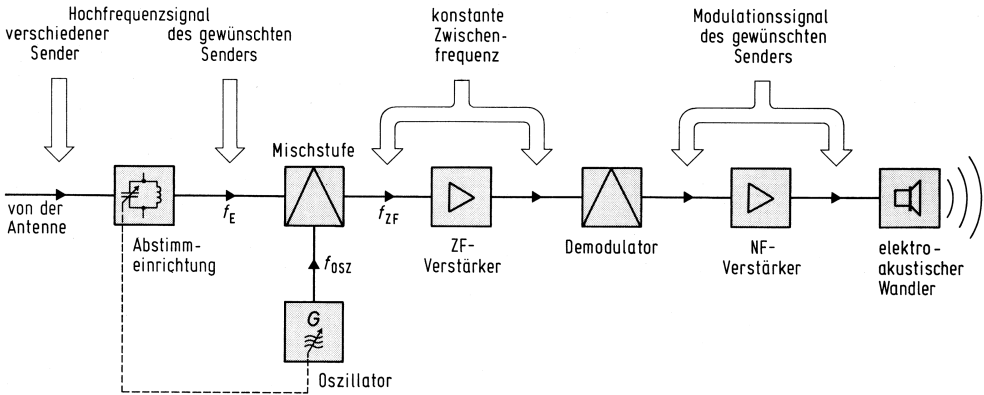 Hochfrequenzsignal
verschiedener
Sender
des gewünschten
Senders
konstante
Zwischen-
frequenz
Modulationssignal
des gewünschten
Senders
von der
Antenne
Abstimm-
einrichtung
f_E
Mischstufe
f_OSZ
G
Oszillator
f_ZF
ZF-
Verstärker
Demodulator
NF-
Verstärker
elektro-
akustischer
Wandler